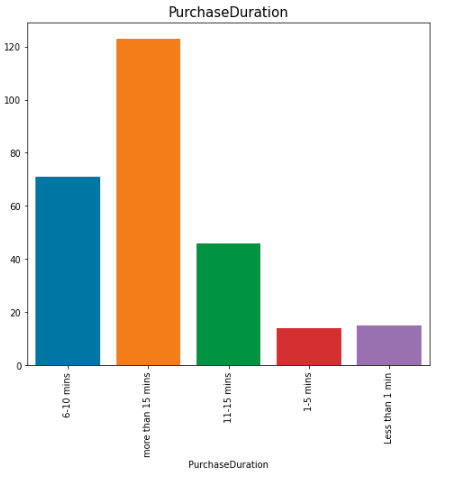 PurchaseDuration
120
100
80
60
40
20
0
6-10 mins
more than 15 mins
11-15 mins
1-5 mins
Less than 1 min
PurchaseDuration